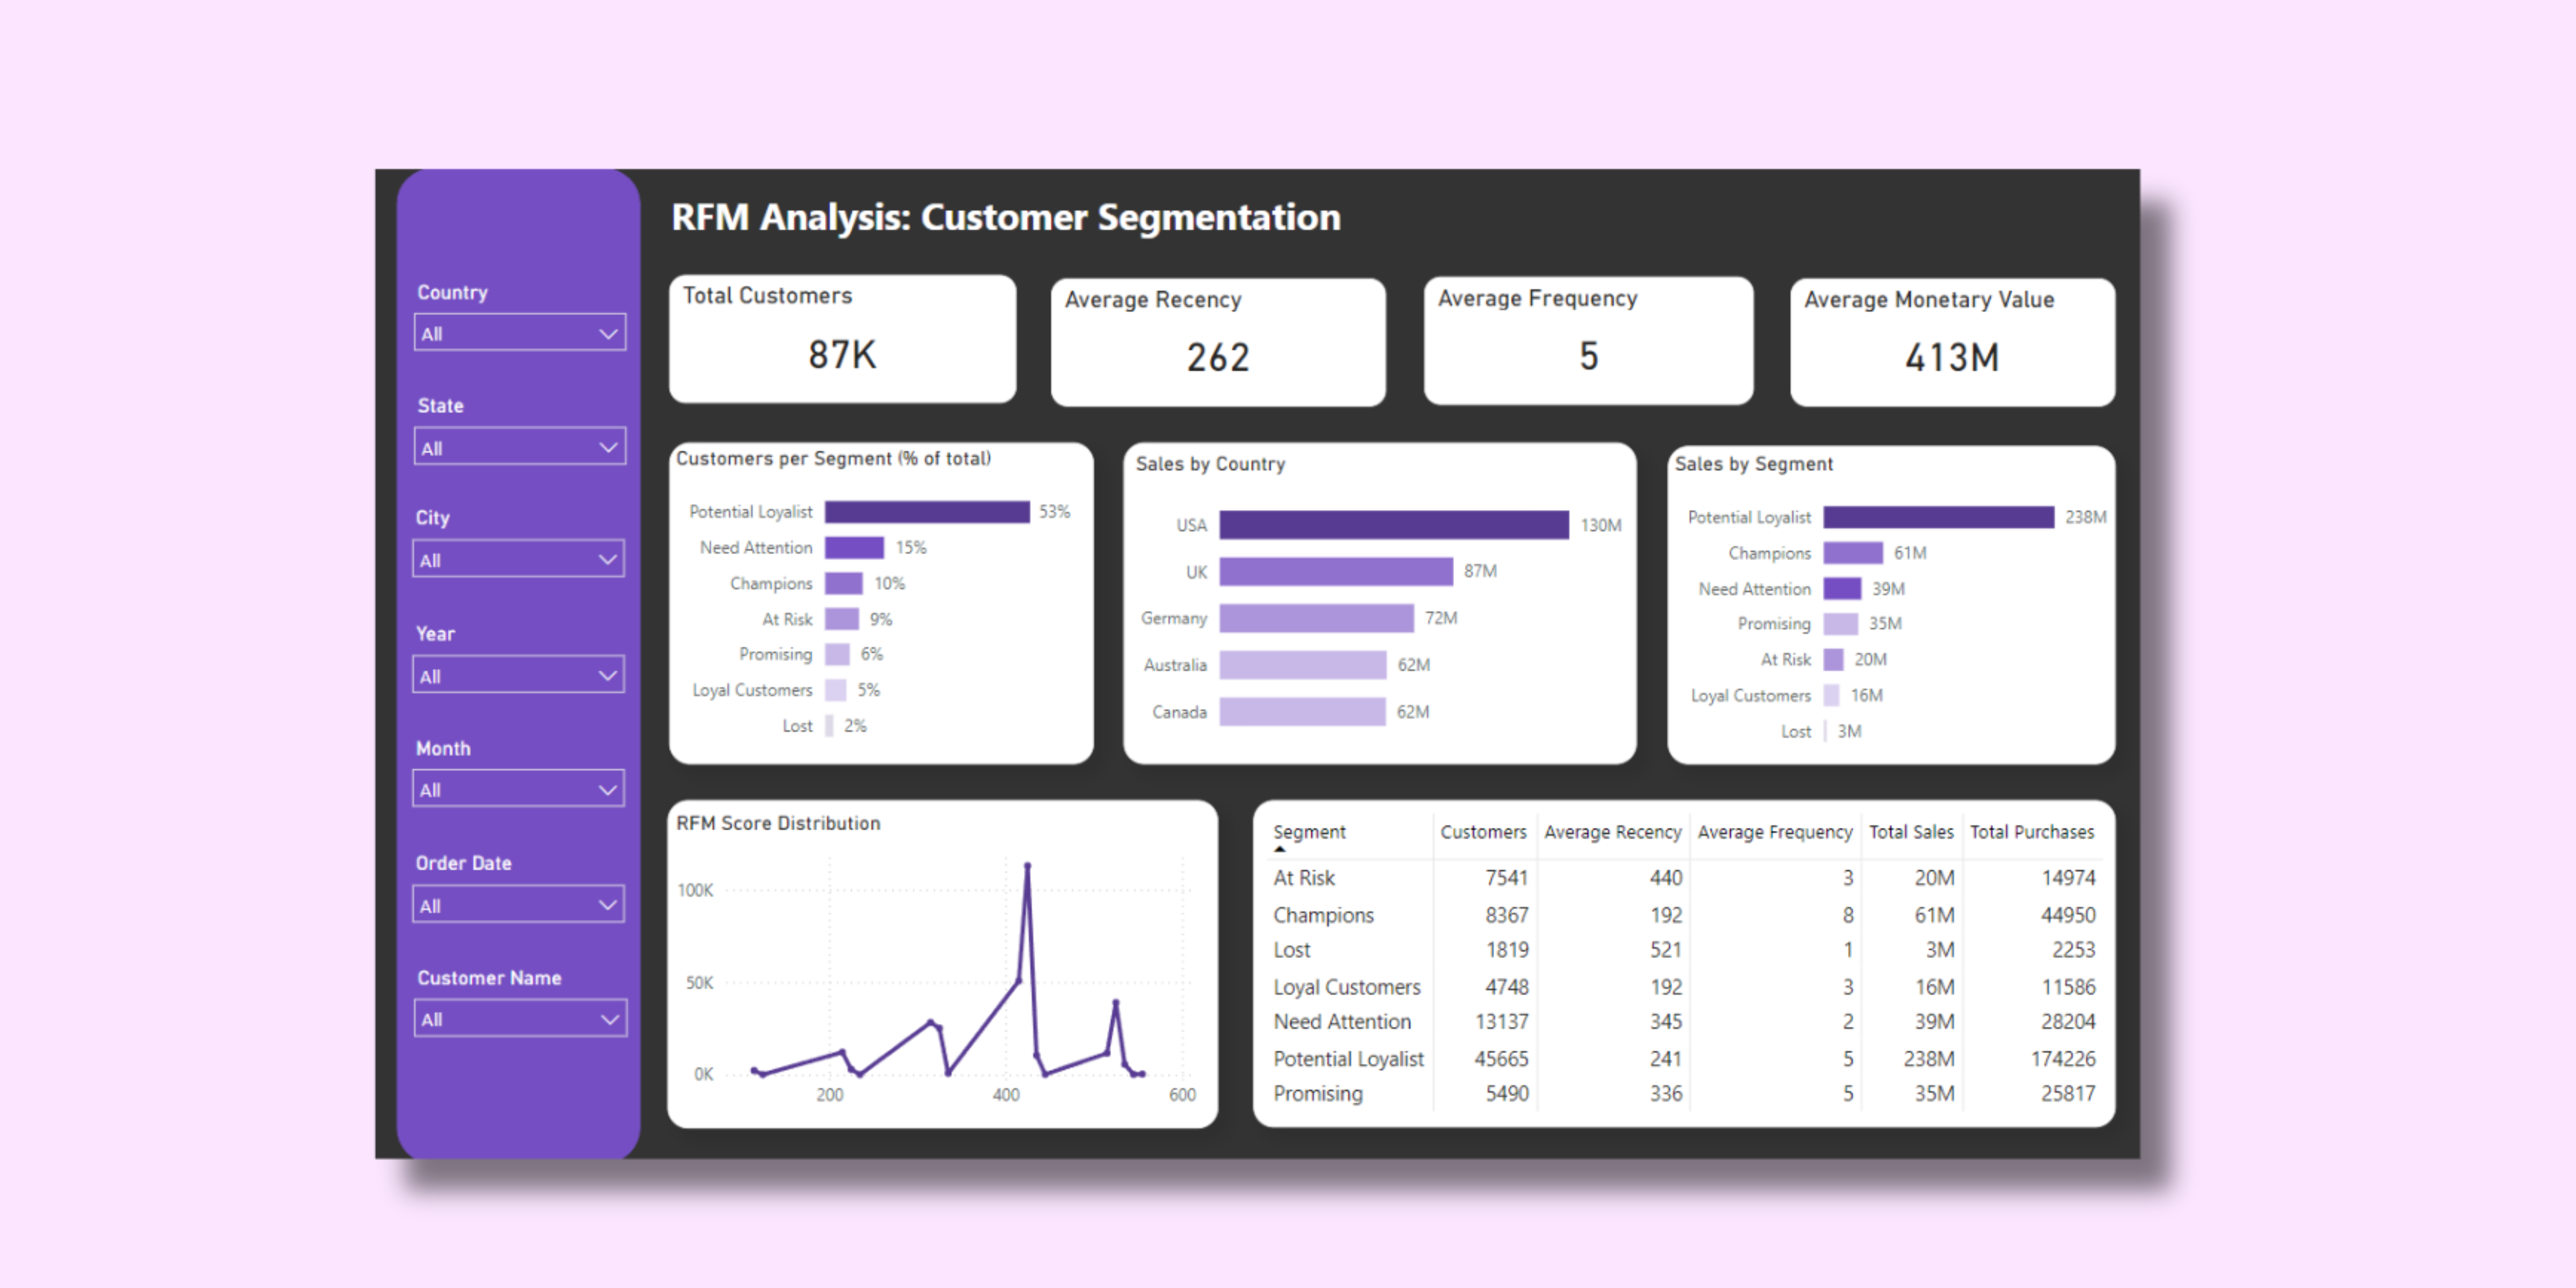 RFM Analysis: Customer Segmentation
Country
All
State
All
City
All
Year
All
Month
All
Order Date
All
Customer Name
All
Total Customers
87K
Average Recency
262
Average Frequency
5
Average Monetary Value
413M
Customers per Segment (% of total)
Potential Loyalist 53%
Need Attention 15%
Champions 10%
At Risk 9%
Promising 6%
Loyal Customers 5%
Lost 2%
Sales by Country
USA 130M
UK 87M
Germany 72M
Australia 62M
Canada 62M
Sales by Segment
Potential Loyalist 238M
Champions 61M
Need Attention 39M
Promising 35M
At Risk 20M
Loyal Customers 16M
Lost 3M
RFM Score Distribution
100K
50K
0K
200 400 600
Segment Customers Average Recency Average Frequency Total Sales Total Purchases
At Risk 7541 440 3 20M 14974
Champions 8367 192 8 61M 44950
Lost 1819 521 1 3M 2253
Loyal Customers 4748 192 3 16M 11586
Need Attention 13137 345 2 39M 28204
Potential Loyalist 45665 241 5 238M 174226
Promising 5490 336 5 35M 25817